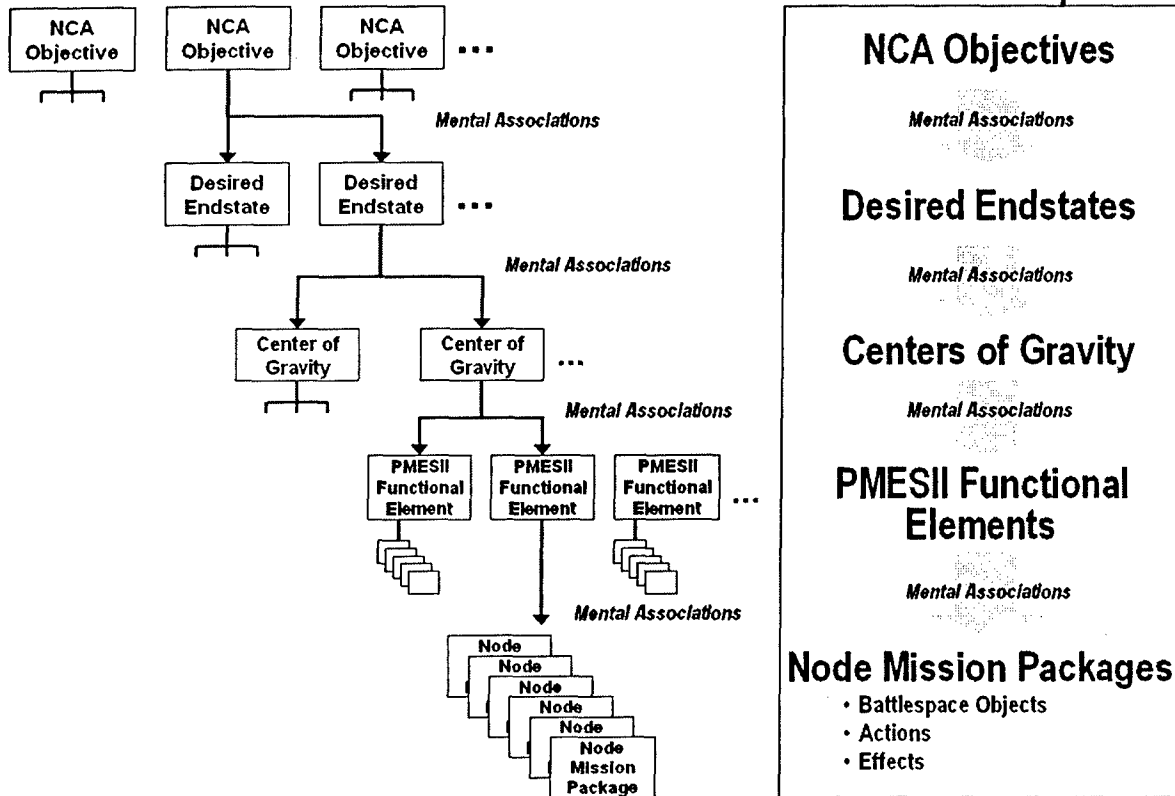 NCA
Objective
NCA
Objective
NCA
Objective
...
Mental Associations
Desired
Endstate
Desired
Endstate
...
Mental Associations
Center of
Gravity
Center of
Gravity
...
Mental Associations
PMESII
Functional
Element
PMESII
Functional
Element
PMESII
Functional
Element
...
Mental Associations
Node
Node
Node
Node
Node
Node
Mission
Package
NCA Objectives
Mental Associations
Desired Endstates
Mental Associations
Centers of Gravity
Mental Associations
PMESII Functional
Elements
Mental Associations
Node Mission Packages
• Battlespace Objects
• Actions
• Effects